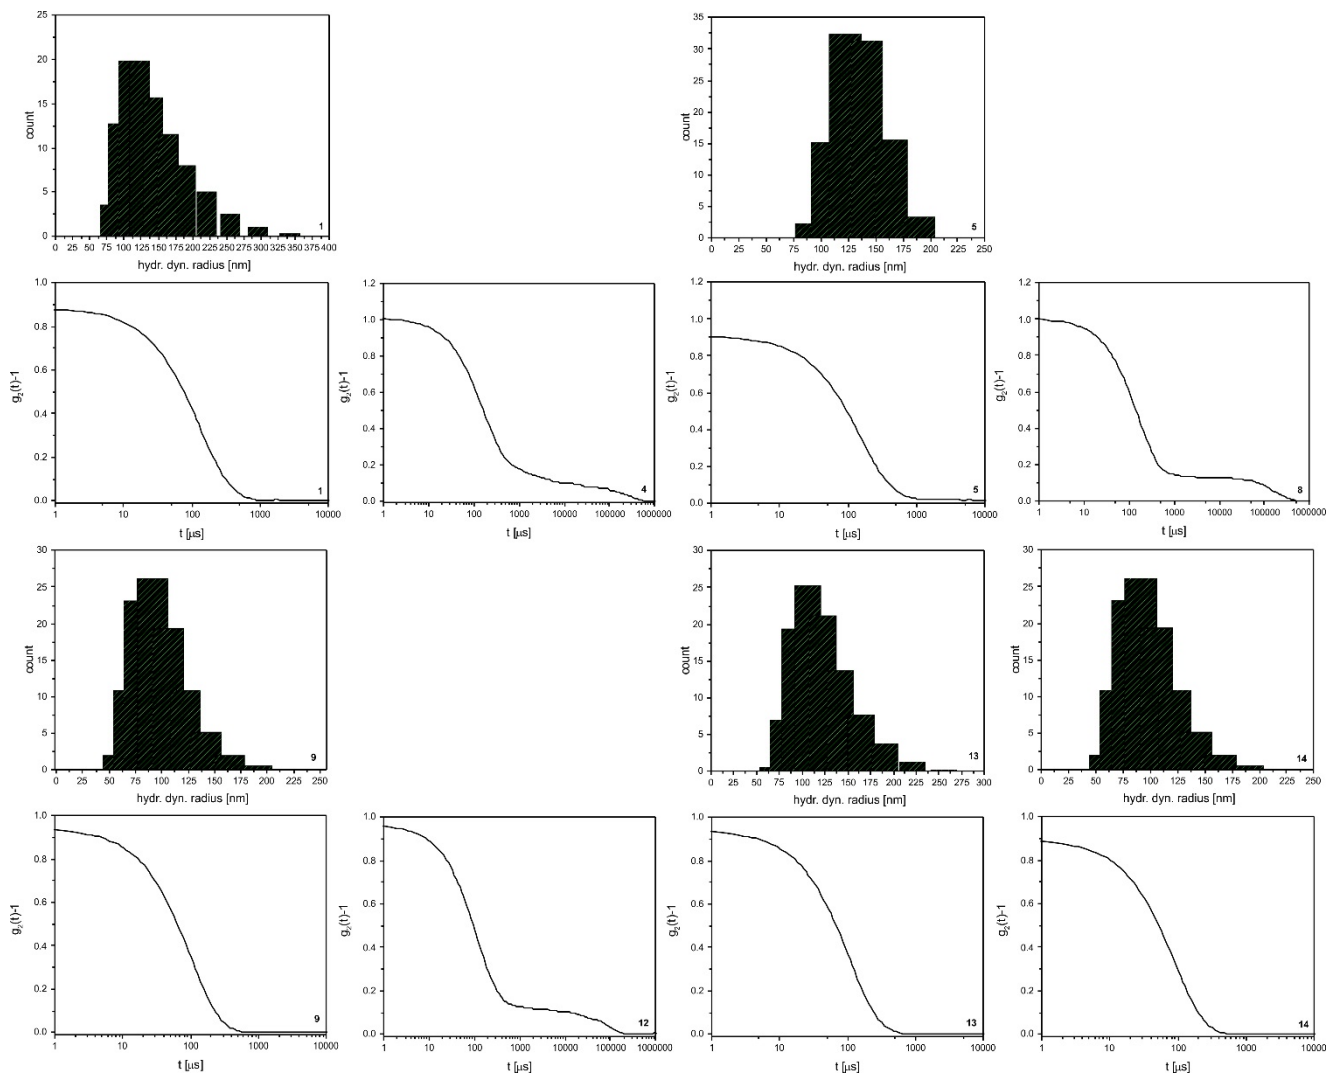 25
20
15
10
5
0
count
1
0 25 50 75 100 125 150 175 200 225 250 275 300 325 350 375 400
hydr. dyn. radius [nm]
35
30
25
20
15
10
5
0
count
5
0 50 100 150 200 250
hydr. dyn. radius [nm]
1.0
0.8
0.6
0.4
0.2
0.0
g₂(t)-1
1
1 10 100 1000 10000
t [µs]
1.2
1.0
0.8
0.6
0.4
0.2
0.0
g₂(t)-1
4
1 10 100 1000 10000 100000 1000000
t [µs]
1.2
1.0
0.8
0.6
0.4
0.2
0.0
g₂(t)-1
5
1 10 100 1000 10000
t [µs]
1.2
1.0
0.8
0.6
0.4
0.2
0.0
g₂(t)-1
8
1 10 100 1000 10000 100000 1000000
t [µs]
30
25
20
15
10
5
0
count
9
0 25 50 75 100 125 150 175 200 225 250
hydr. dyn. radius [nm]
30
25
20
15
10
5
0
count
13
0 25 50 75 100 125 150 175 200 225 250 275 300
hydr. dyn. radius [nm]
30
25
20
15
10
5
0
count
14
0 25 50 75 100 125 150 175 200 225 250
hydr. dyn. radius [nm]
1.0
0.8
0.6
0.4
0.2
0.0
g₂(t)-1
9
1 10 100 1000 10000
t [µs]
1.0
0.8
0.6
0.4
0.2
0.0
g₂(t)-1
12
1 10 100 1000 10000 100000 1000000
t [µs]
1.0
0.8
0.6
0.4
0.2
0.0
g₂(t)-1
13
1 10 100 1000 10000
t [µs]
1.0
0.8
0.6
0.4
0.2
0.0
g₂(t)-1
14
1 10 100 1000 10000
t [µs]